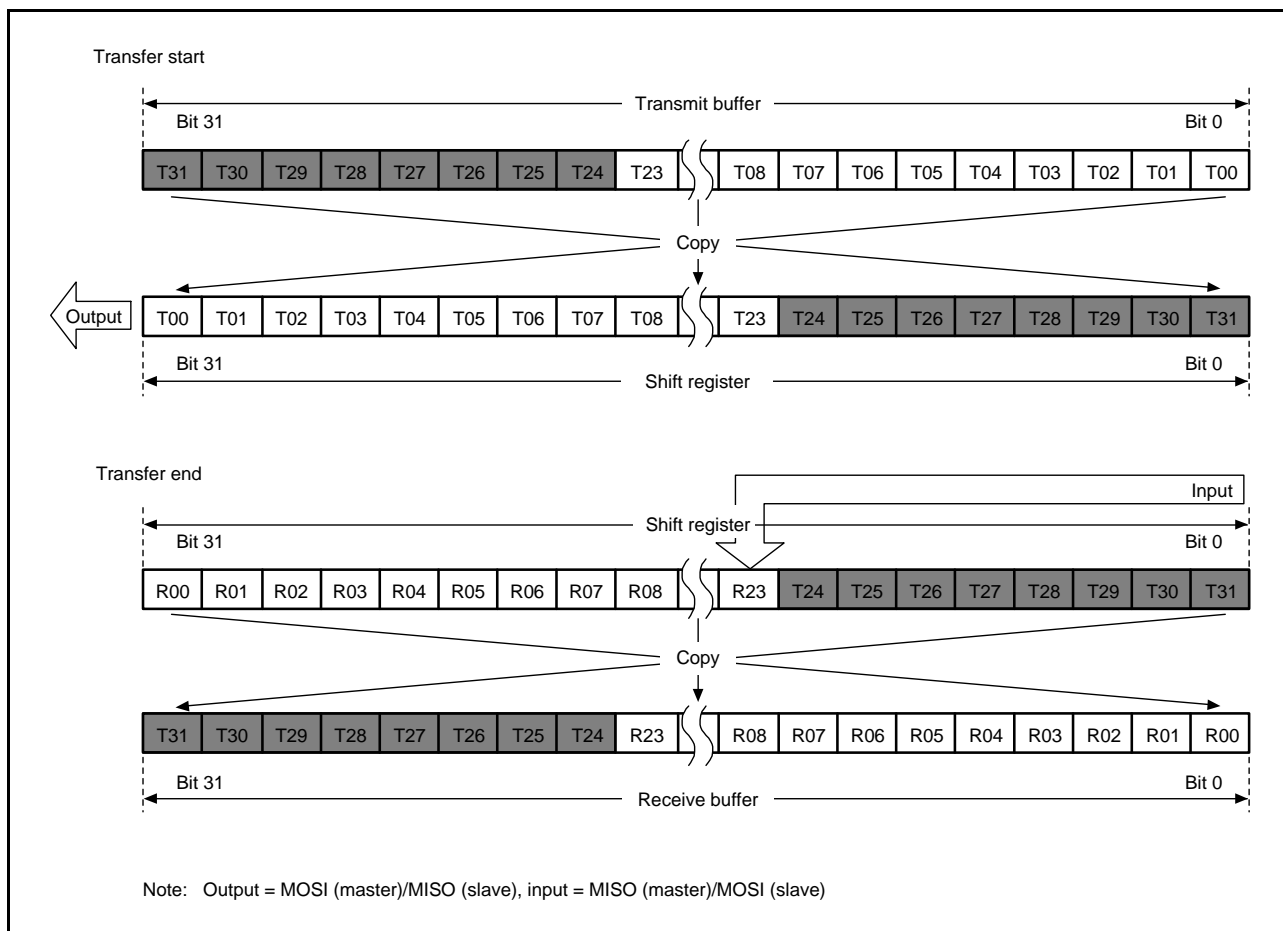 Transfer start
Transmit buffer
Bit 31 Bit 0
T31 T30 T29 T28 T27 T26 T25 T24 T23 T08 T07 T06 T05 T04 T03 T02 T01 T00
Copy
Output T00 T01 T02 T03 T04 T05 T06 T07 T08 T23 T24 T25 T26 T27 T28 T29 T30 T31
Bit 31 Bit 0
Shift register
Transfer end
Input
Shift register
Bit 31 Bit 0
R00 R01 R02 R03 R04 R05 R06 R07 R08 R23 T24 T25 T26 T27 T28 T29 T30 T31
Copy
T31 T30 T29 T28 T27 T26 T25 T24 R23 R08 R07 R06 R05 R04 R03 R02 R01 R00
Bit 31 Bit 0
Receive buffer
Note: Output = MOSI (master)/MISO (slave), input = MISO (master)/MOSI (slave)